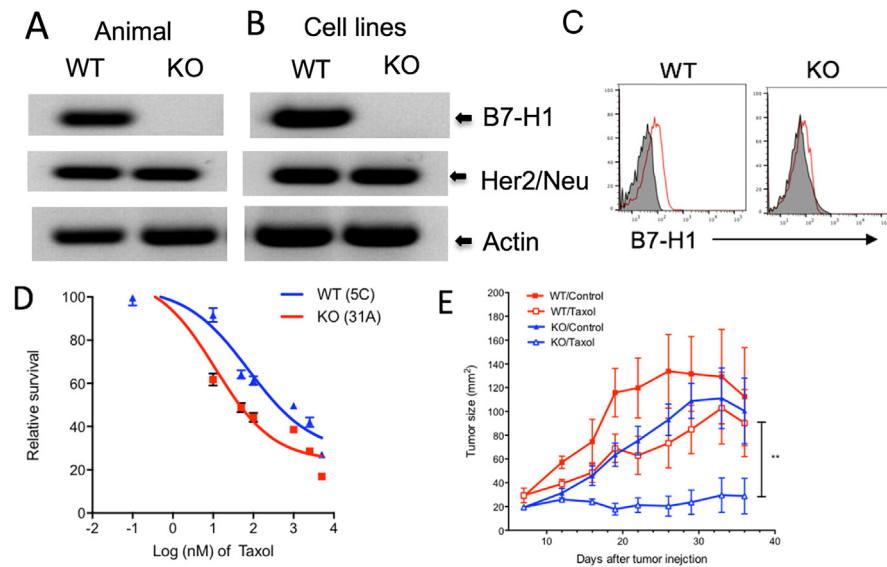 A
Animal
WT KO
B
Cell lines
WT KO
B7-H1
Her2/Neu
Actin
C
WT KO
B7-H1
D
WT (5C)
KO (31A)
100
80
60
40
20
0
-2 -1 0 1 2 3 4
Relative survival
Log (nM) of Taxol
E
WT/Control
WT/Taxol
KO/Control
KO/Taxol
200
180
160
140
120
100
80
60
40
20
0
10 20 30 40
Tumor size (mm²)
Days after tumor inejction
**